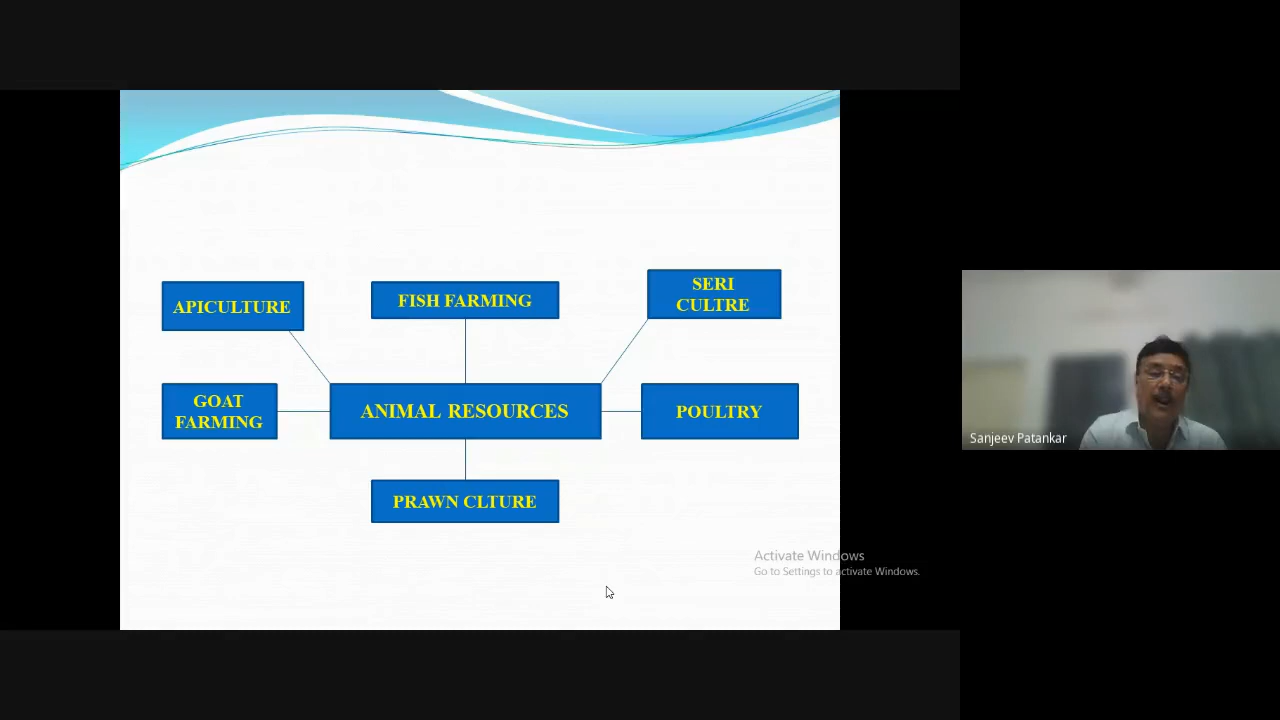 SERI
CULTRE
APICULTURE
FISH FARMING
GOAT
FARMING
ANIMAL RESOURCES
POULTRY
PRAWN CLTURE
Sanjeev Patankar
Activate Windows
Go to Settings to activate Windows.